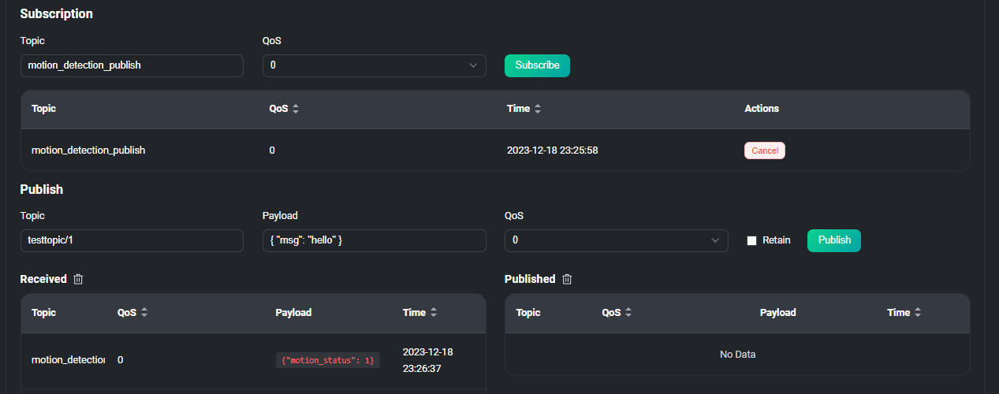 Subscription
Topic QoS
motion_detection_publish 0 Subscribe
Topic QoS Time Actions
motion_detection_publish 0 2023-12-18 23:25:58 Cancel
Publish
Topic Payload QoS
testtopic/1 { "msg": "hello" } 0 Retain Publish
Received Published
Topic QoS Payload Time Topic QoS Payload Time
motion_detection 0 {"motion_status": 1} 2023-12-18 No Data
23:26:37